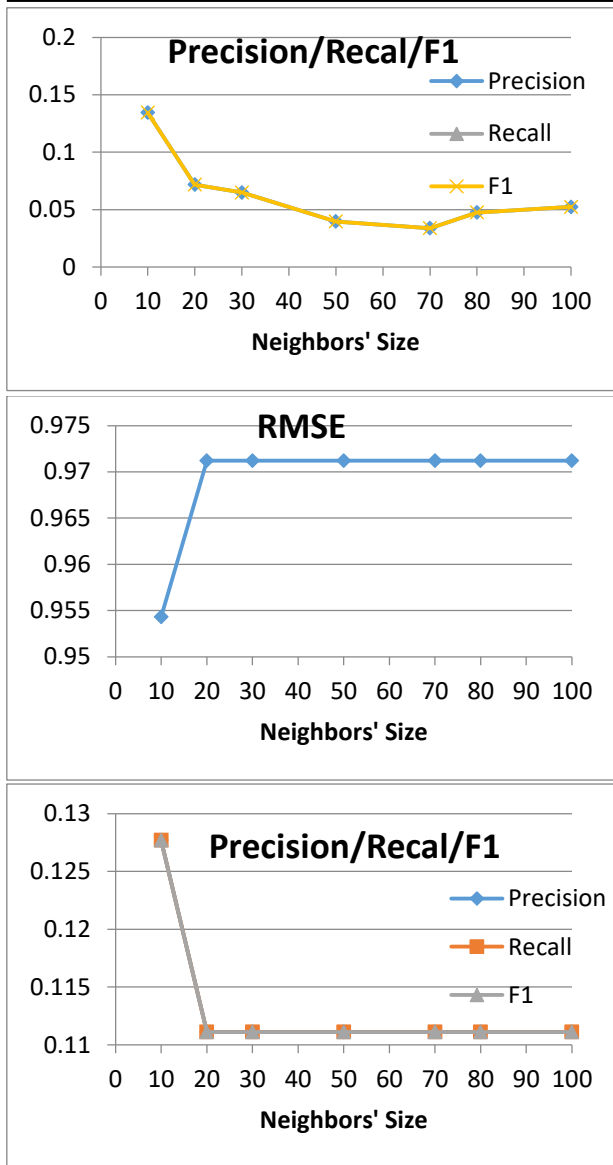 Precision/Recal/F1
0.2
0.15
0.1
0.05
0
Precision
Recall
F1
0 10 20 30 40 50 60 70 80 90 100
Neighbors' Size
RMSE
0.975
0.97
0.965
0.96
0.955
0.95
0 10 20 30 40 50 60 70 80 90 100
Neighbors' Size
Precision/Recal/F1
0.13
0.125
0.12
0.115
0.11
Precision
Recall
F1
0 10 20 30 40 50 60 70 80 90 100
Neighbors' Size